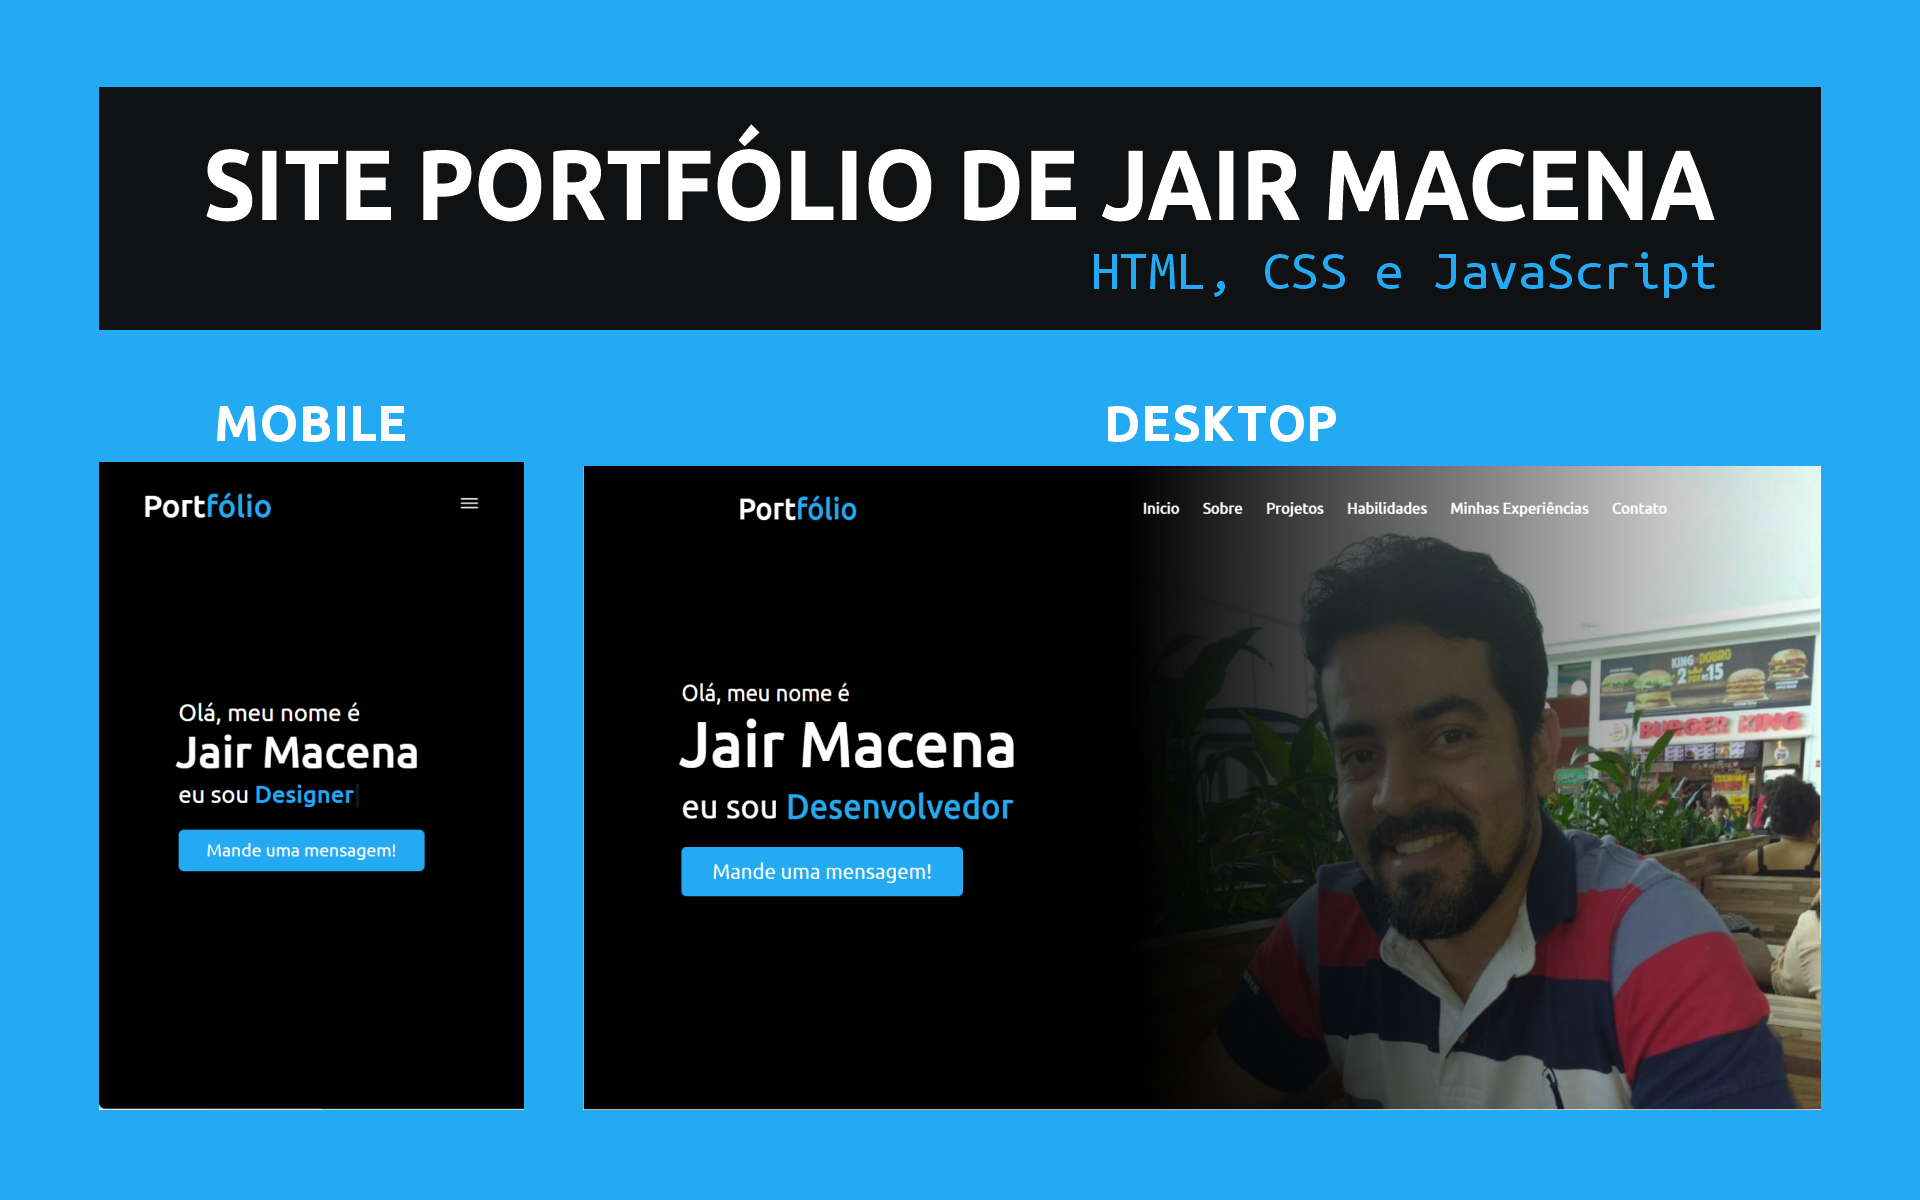 SITE PORTFÓLIO DE JAIR MACENA
HTML, CSS e JavaScript
MOBILE
Portfólio
Olá, meu nome é
Jair Macena
eu sou Designer
Mande uma mensagem!
DESKTOP
Portfólio
Inicio Sobre Projetos Habilidades Minhas Experiências Contato
Olá, meu nome é
Jair Macena
eu sou Desenvolvedor
Mande uma mensagem!
KING EM DOBRO
2 POR R$15
BURGER KING